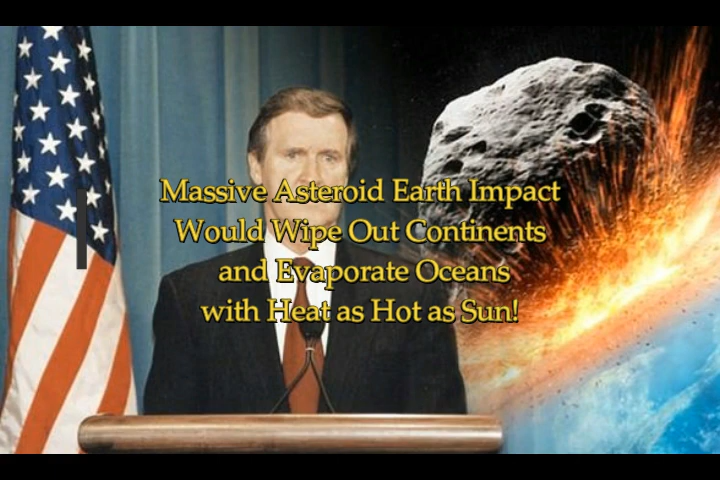 Massive Asteroid Earth Impact
Would Wipe Out Continents
and Evaporate Oceans
with Heat as Hot as Sun!